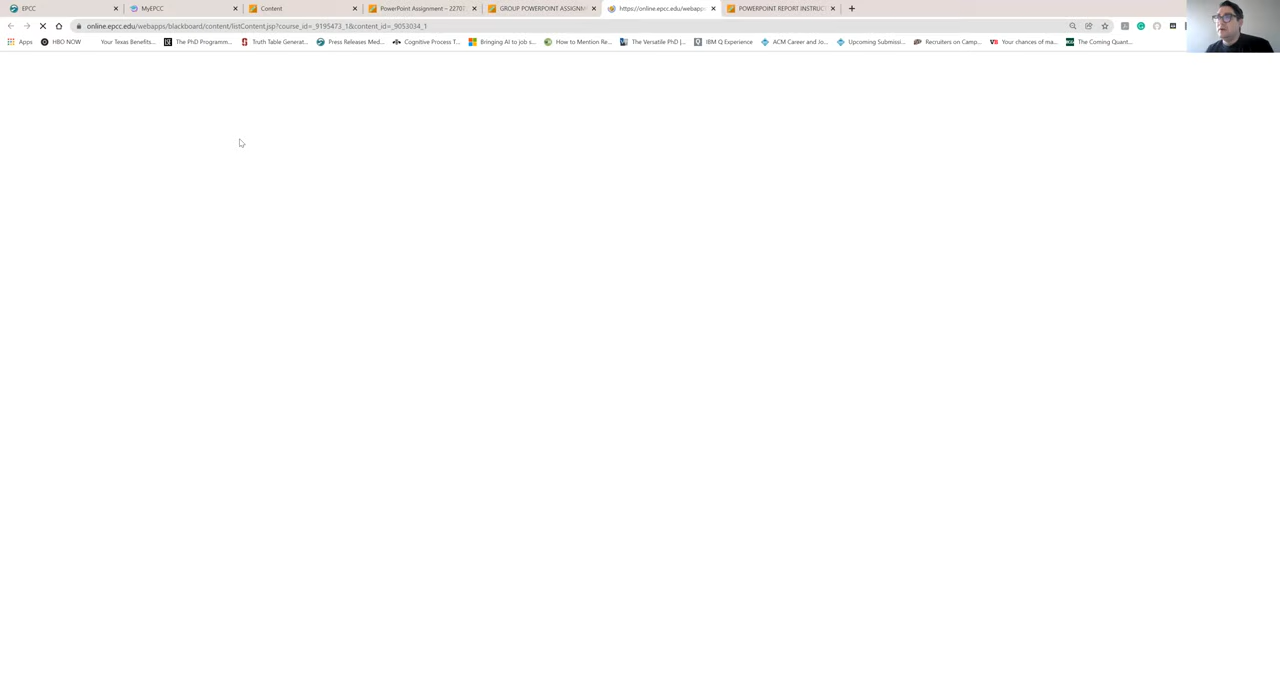 EPCC
MyEPCC
Content
PowerPoint Assignment – 2270
GROUP POWERPOINT ASSIGNM
https://online.epcc.edu/webapp
POWERPOINT REPORT INSTRUCT
online.epcc.edu/webapps/blackboard/content/listContent.jsp?course_id=_9195473_1&content_id=_9053034_1
Apps
HBO NOW
Your Texas Benefits...
The PhD Programm...
Truth Table Generat...
Press Releases Med...
Cognitive Process T...
Bringing AI to job s...
How to Mention Re...
The Versatile PhD |...
IBM Q Experience
ACM Career and Jo...
Upcoming Submissi...
Recruiters on Camp...
Your chances of ma...
The Coming Quant...